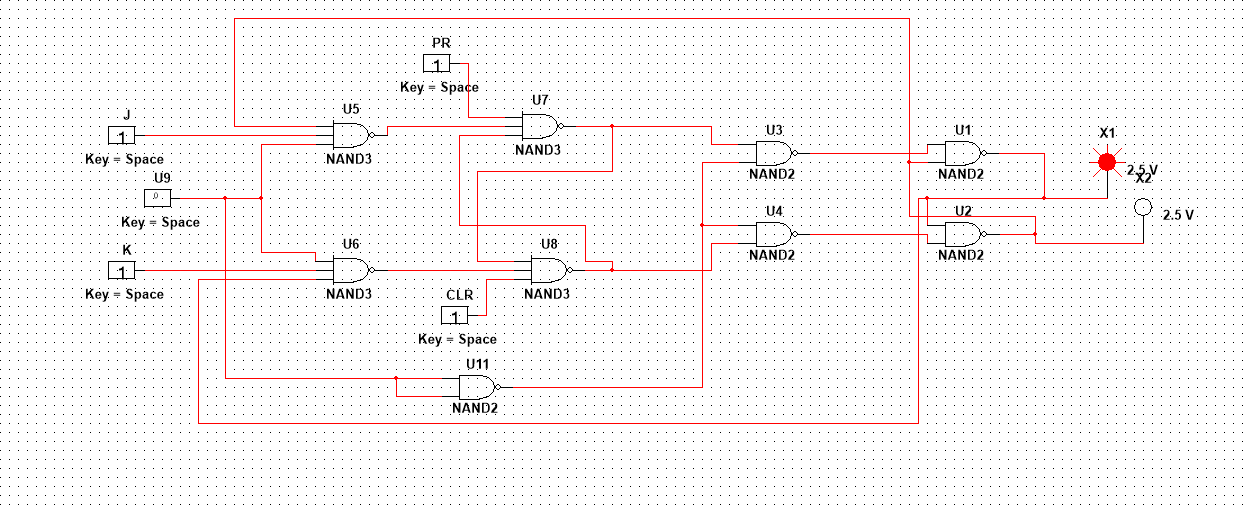 PR
1
Key = Space
J
1
Key = Space
U5
NAND3
U7
NAND3
U3
NAND2
U1
NAND2
X1
2.5 V
X2
2.5 V
U9
0
Key = Space
K
1
Key = Space
U6
NAND3
U8
NAND3
U4
NAND2
U2
NAND2
CLR
1
Key = Space
U11
NAND2